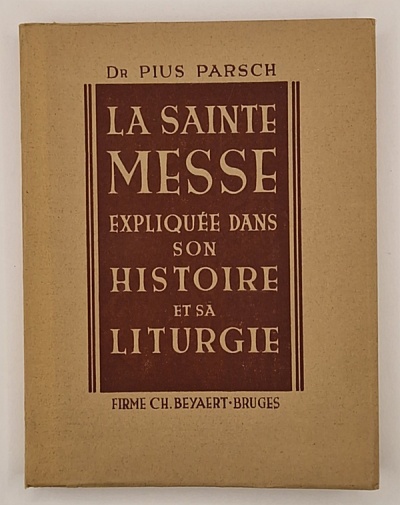 Dr PIUS PARSCH
LA SAINTE
MESSE
EXPLIQUÉE DANS
SON
HISTOIRE
ET SA
LITURGIE
FIRME CH. BEYAERT·BRUGES